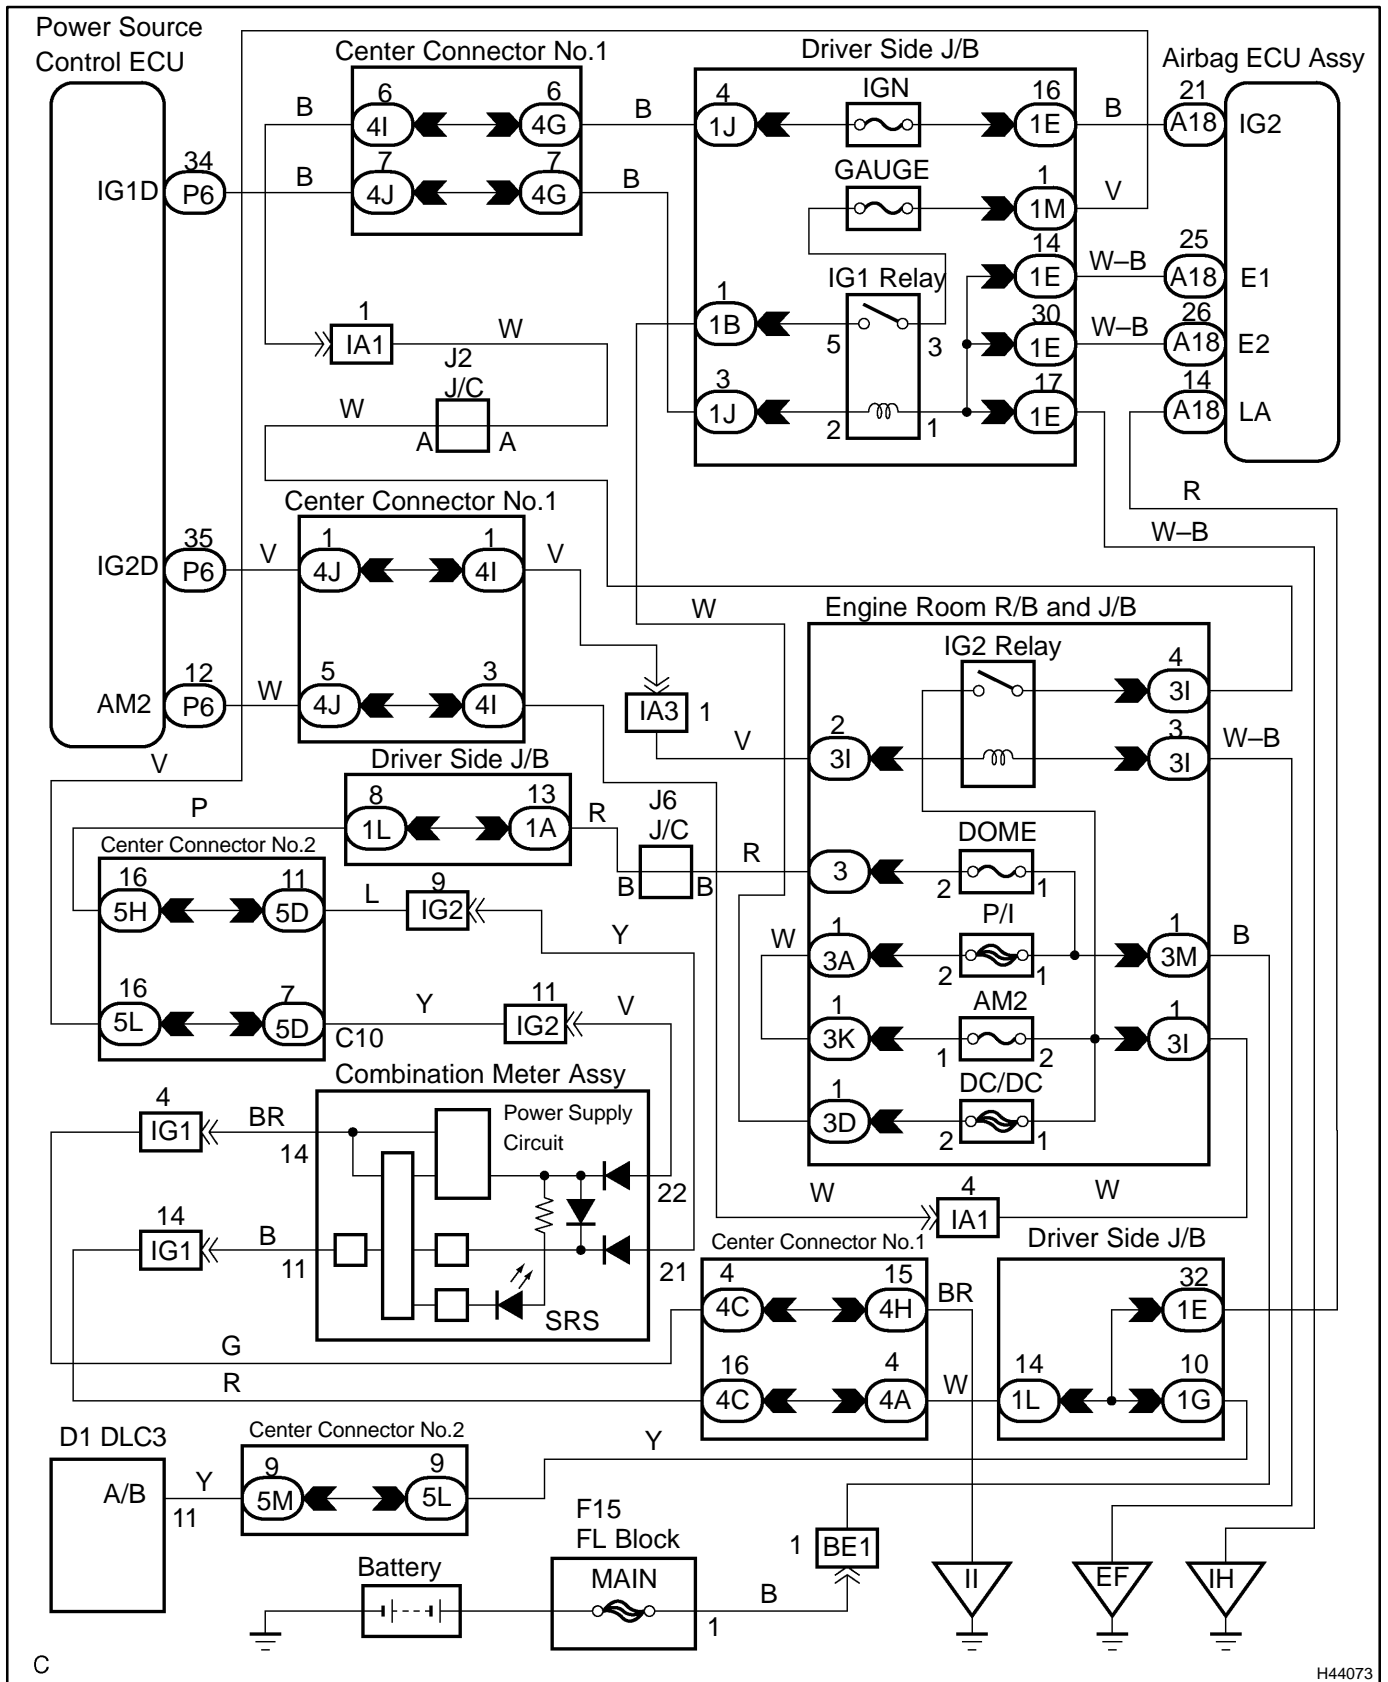 Power Source
Control ECU
Center Connector No.1
Driver Side J/B
Airbag ECU Assy
6
6
4
IGN
16
21
B
B
B
4I
4G
1J
1E
A18
IG2
34
7
7
GAUGE
1
IG1D
P6
B
4J
4G
B
1M
V
14
25
W–B
1E
A18
E1
IG1 Relay
1
1
30
26
W
1B
5
3
W–B
1E
A18
E2
IA1
J2
J/C
3
17
14
W
1J
2
1
1E
A18
LA
A
A
R
Center Connector No.1
W–B
35
1
1
IG2D
P6
V
4J
4I
V
W
Engine Room R/B and J/B
IG2 Relay
12
5
3
4
AM2
P6
W
4J
4I
3I
IA3
1
2
3
V
3I
3I
W–B
V
Driver Side J/B
8
13
J6
J/C
P
1L
1A
R
DOME
R
3
2
1
B
B
Center Connector No.2
16
11
9
5H
5D
L
IG2
P/I
Y
W
1
1
B
3A
2
1
3M
16
7
11
AM2
5L
5D
Y
IG2
V
1
1
C10
3K
1
2
3I
Combination Meter Assy
DC/DC
4
Power Supply
Circuit
1
IG1
BR
3D
2
1
14
22
W
4
W
14
IA1
IG1
B
Center Connector No.1
Driver Side J/B
11
21
4
15
32
4C
4H
BR
1E
SRS
G
16
4
14
10
R
4C
4A
W
1L
1G
D1 DLC3
Center Connector No.2
Y
9
9
A/B
Y
5M
5L
11
F15
FL Block
1
BE1
Battery
MAIN
B
II
EF
IH
1
C
H44073